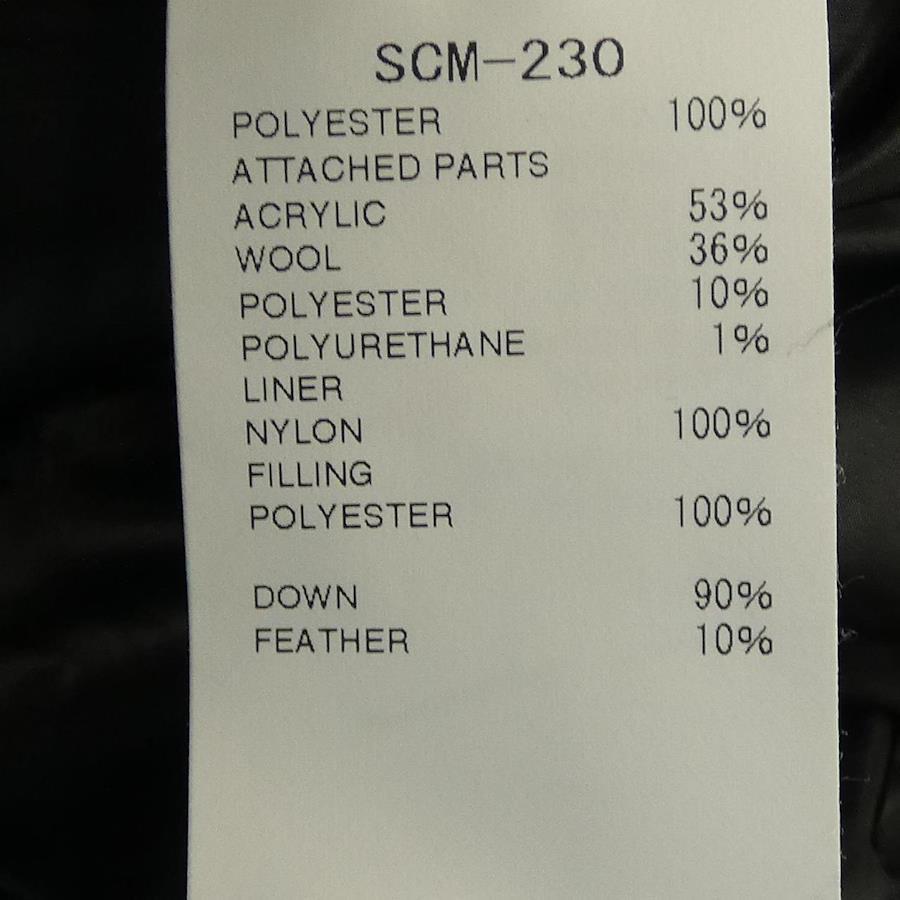 SCM-230
POLYESTER 100%
ATTACHED PARTS
ACRYLIC 53%
WOOL 36%
POLYESTER 10%
POLYURETHANE 1%
LINER
NYLON 100%
FILLING
POLYESTER 100%
DOWN 90%
FEATHER 10%